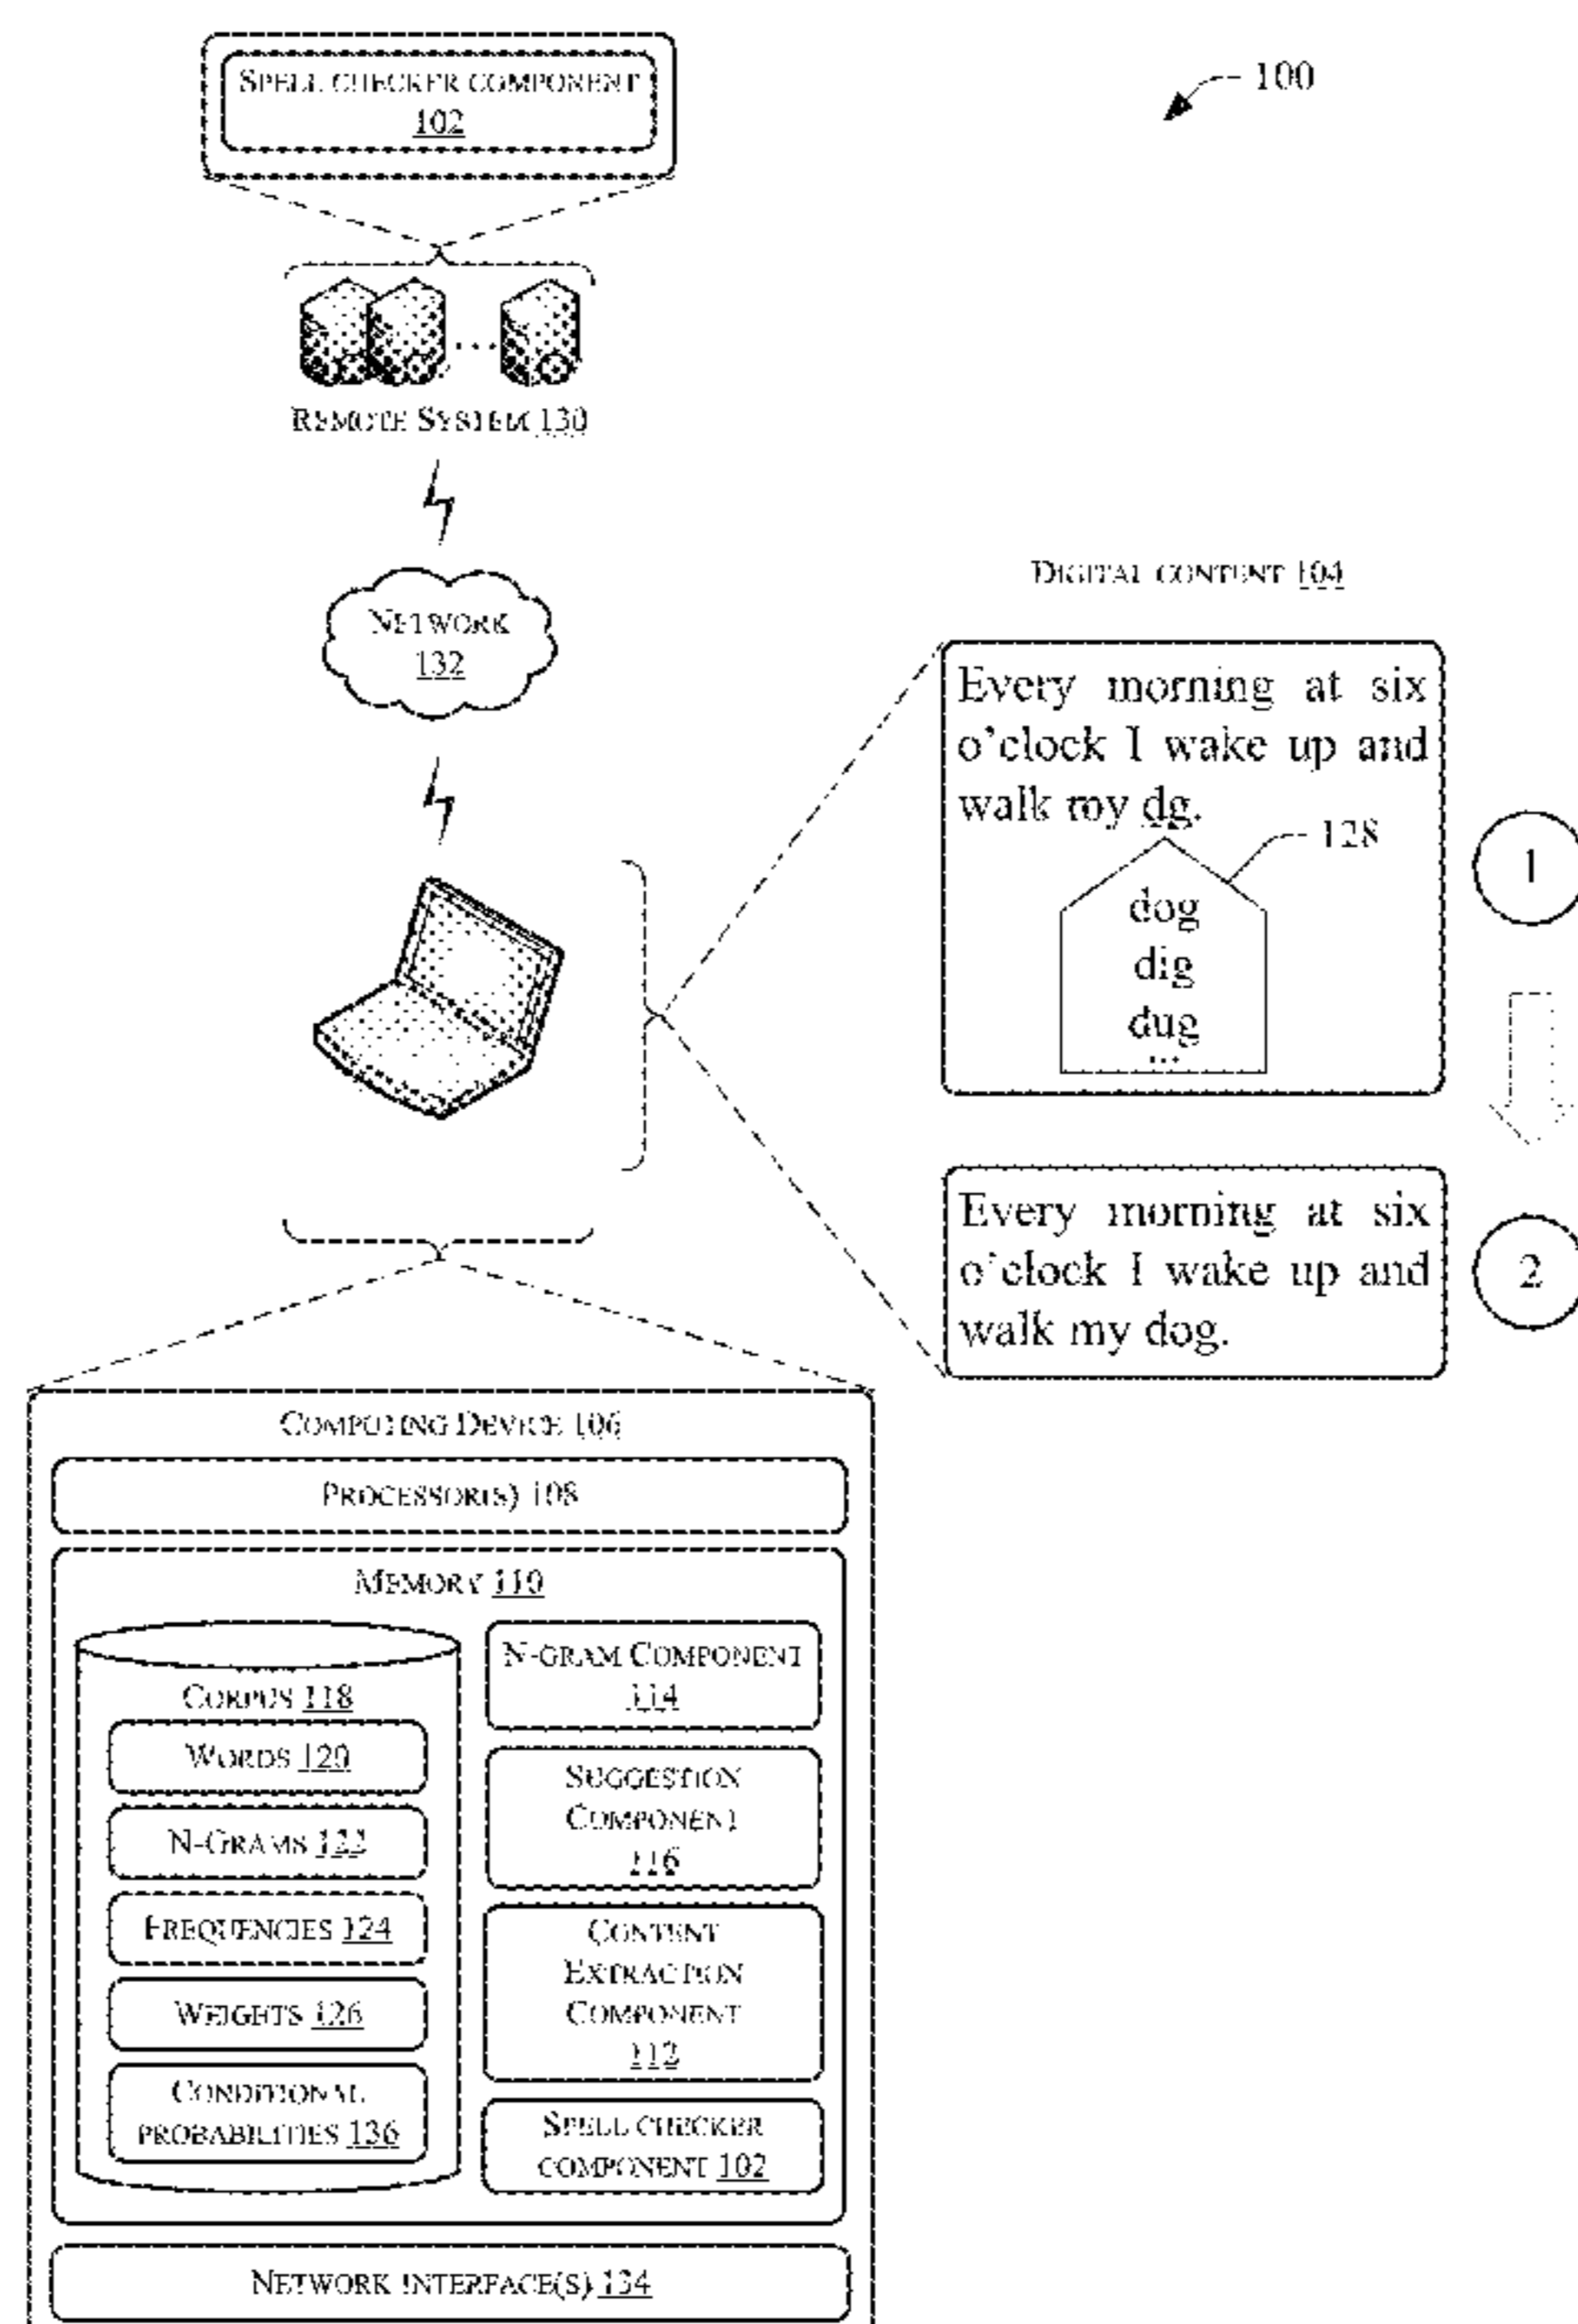 SPELL CHECKER COMPONENT
102
100
REMOTE SYSTEM 130
NETWORK
132
DIGITAL CONTENT 104
Every morning at six
o'clock I wake up and
walk my dg.
128
dog
dig
dug
...
1
Every morning at six
o'clock I wake up and
walk my dog.
2
COMPUTING DEVICE 106
PROCESSOR(S) 108
MEMORY 110
CORPUS 118
WORDS 120
N-GRAMS 122
FREQUENCIES 124
WEIGHTS 126
CONDITIONAL
PROBABILITIES 136
N-GRAM COMPONENT
114
SUGGESTION
COMPONENT
116
CONTENT
EXTRACTION
COMPONENT
112
SPELL CHECKER
COMPONENT 102
NETWORK INTERFACE(S) 134